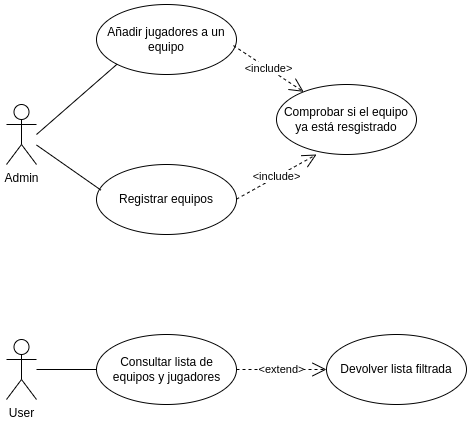 Añadir jugadores a un
equipo
<include>
Comprobar si el equipo
ya está resgistrado
Admin
<include>
Registrar equipos
Consultar lista de
equipos y jugadores
<extend>
Devolver lista filtrada
User